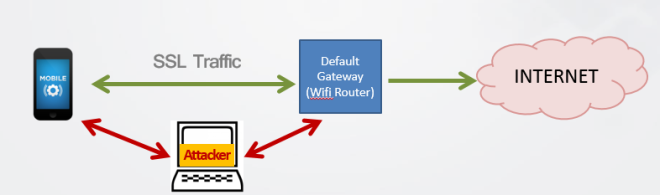 SSL Traffic
MOBILE
Default
Gateway
(Wifi Router)
INTERNET
Attacker